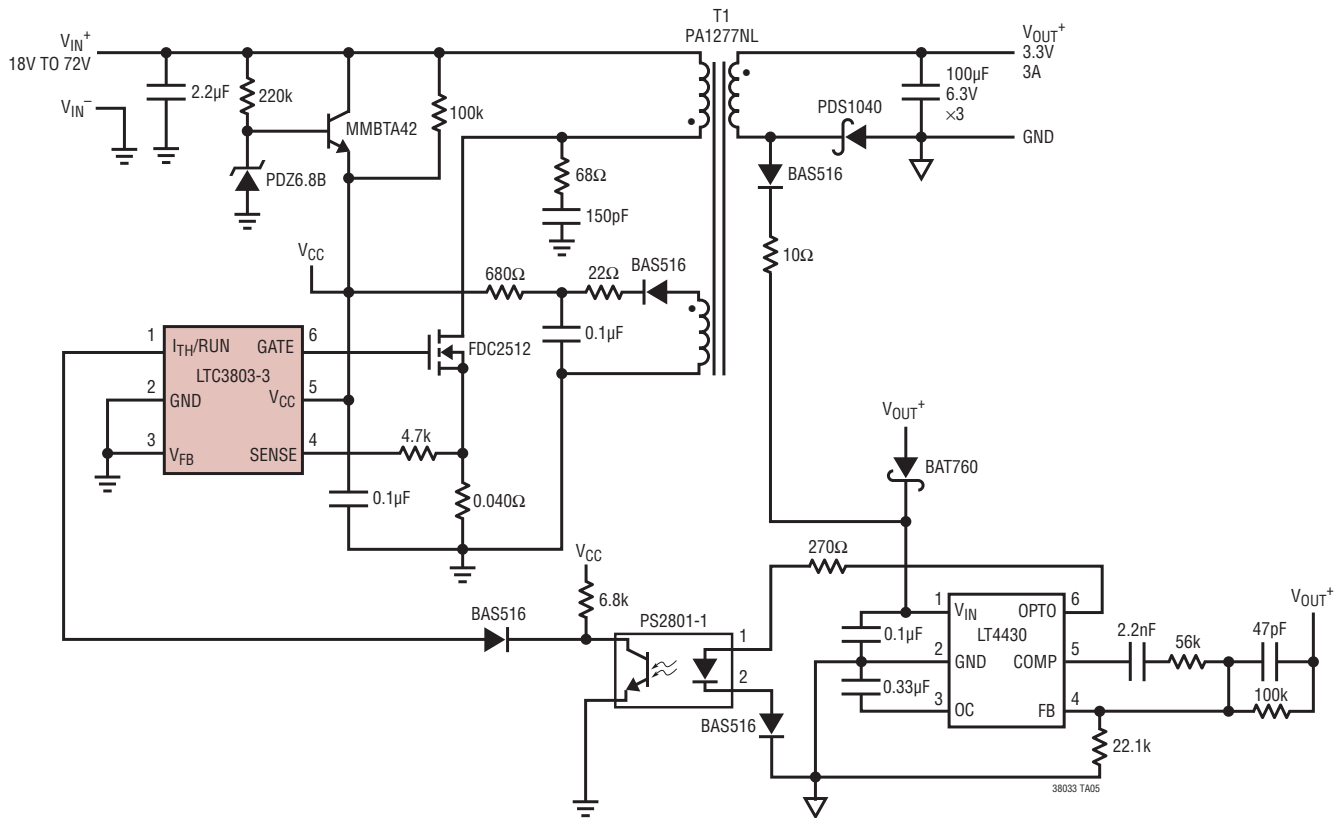 T1
PA1277NL
VIN+
18V TO 72V
VIN–
2.2µF
220k
MMBTA42
100k
PDZ6.8B
68Ω
150pF
VOUT+
3.3V
3A
100µF
6.3V
×3
PDS1040
GND
BAS516
10Ω
VCC
680Ω
22Ω
BAS516
0.1µF
1
ITH/RUN
GATE
6
FDC2512
LTC3803-3
2
GND
VCC
5
3
VFB
SENSE
4
4.7k
0.1µF
0.040Ω
VOUT+
BAT760
VCC
6.8k
BAS516
PS2801-1
1
2
BAS516
270Ω
1
VIN
OPTO
6
LT4430
0.1µF
2
GND
COMP
5
0.33µF
3
OC
FB
4
2.2nF
56k
47pF
100k
VOUT+
22.1k
38033 TA05